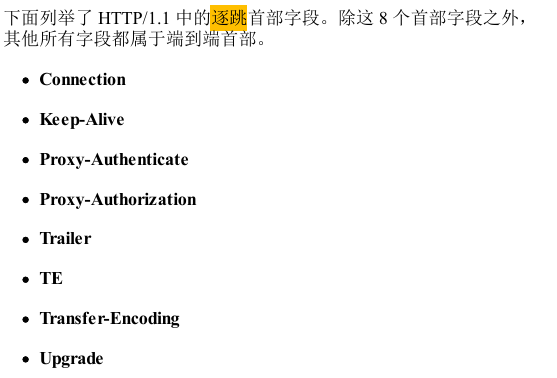 下面列举了 HTTP/1.1 中的逐跳首部字段。除这 8 个首部字段之外，
其他所有字段都属于端到端首部。
● Connection
● Keep-Alive
● Proxy-Authenticate
● Proxy-Authorization
● Trailer
● TE
● Transfer-Encoding
● Upgrade